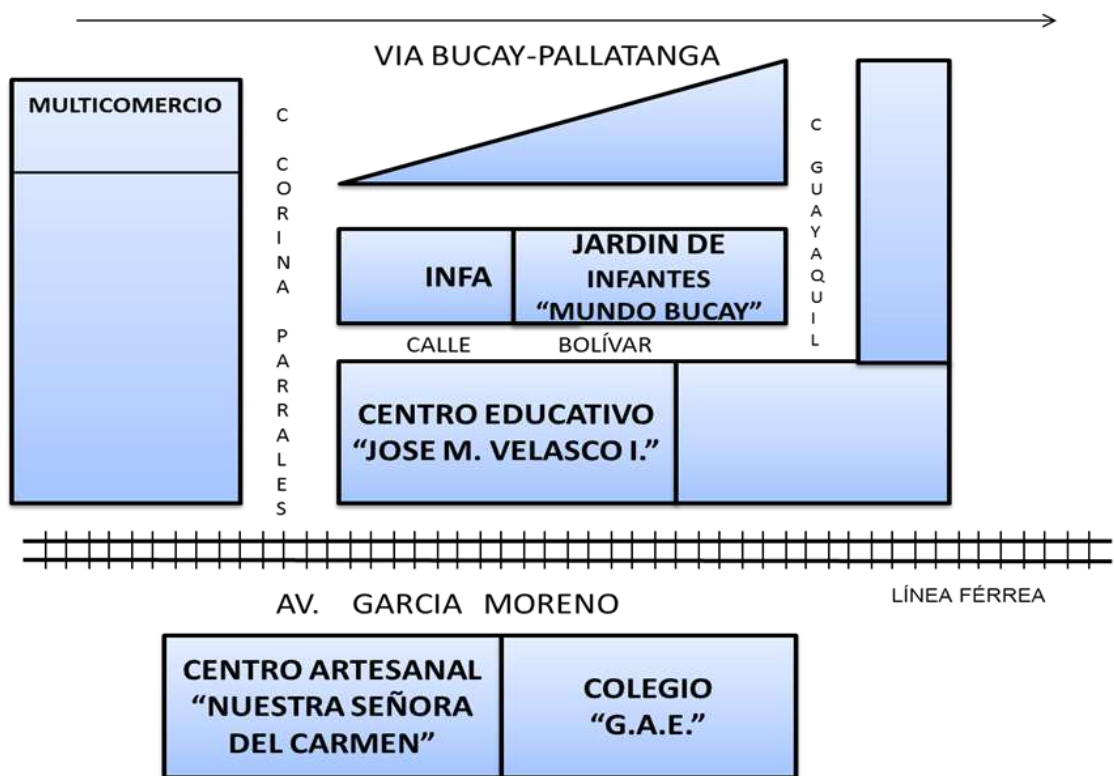 VIA BUCAY-PALLATANGA
MULTICOMERCIO
C CORINA PARRALES
C GUAYAQUIL
INFA
JARDIN DE
INFANTES
“MUNDO BUCAY”
CALLE BOLÍVAR
CENTRO EDUCATIVO
“JOSE M. VELASCO I.”
LÍNEA FÉRREA
AV. GARCIA MORENO
CENTRO ARTESANAL
“NUESTRA SEÑORA
DEL CARMEN”
COLEGIO
“G.A.E.”